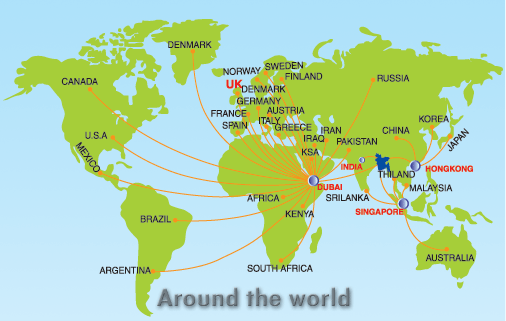 DENMARK
NORWAY
SWEDEN
FINLAND
CANADA
UK
DENMARK
RUSSIA
GERMANY
FRANCE
AUSTRIA
ITALY
SPAIN
GREECE
IRAN
IRAQ
PAKISTAN
CHINA
KOREA
JAPAN
U.S.A
MEXICO
KSA
INDIA
HONGKONG
THILAND
DUBAI
MALAYSIA
AFRICA
SRILANKA
SINGAPORE
KENYA
BRAZIL
AUSTRALIA
ARGENTINA
SOUTH AFRICA
Around the world